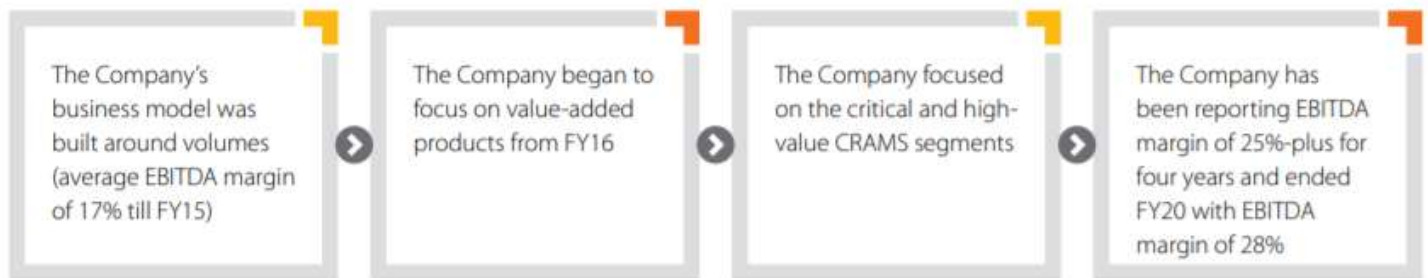 The Company's
business model was
built around volumes
(average EBITDA margin
of 17% till FY15)
The Company began to
focus on value-added
products from FY16
The Company focused
on the critical and high-
value CRAMS segments
The Company has
been reporting EBITDA
margin of 25%-plus for
four years and ended
FY20 with EBITDA
margin of 28%